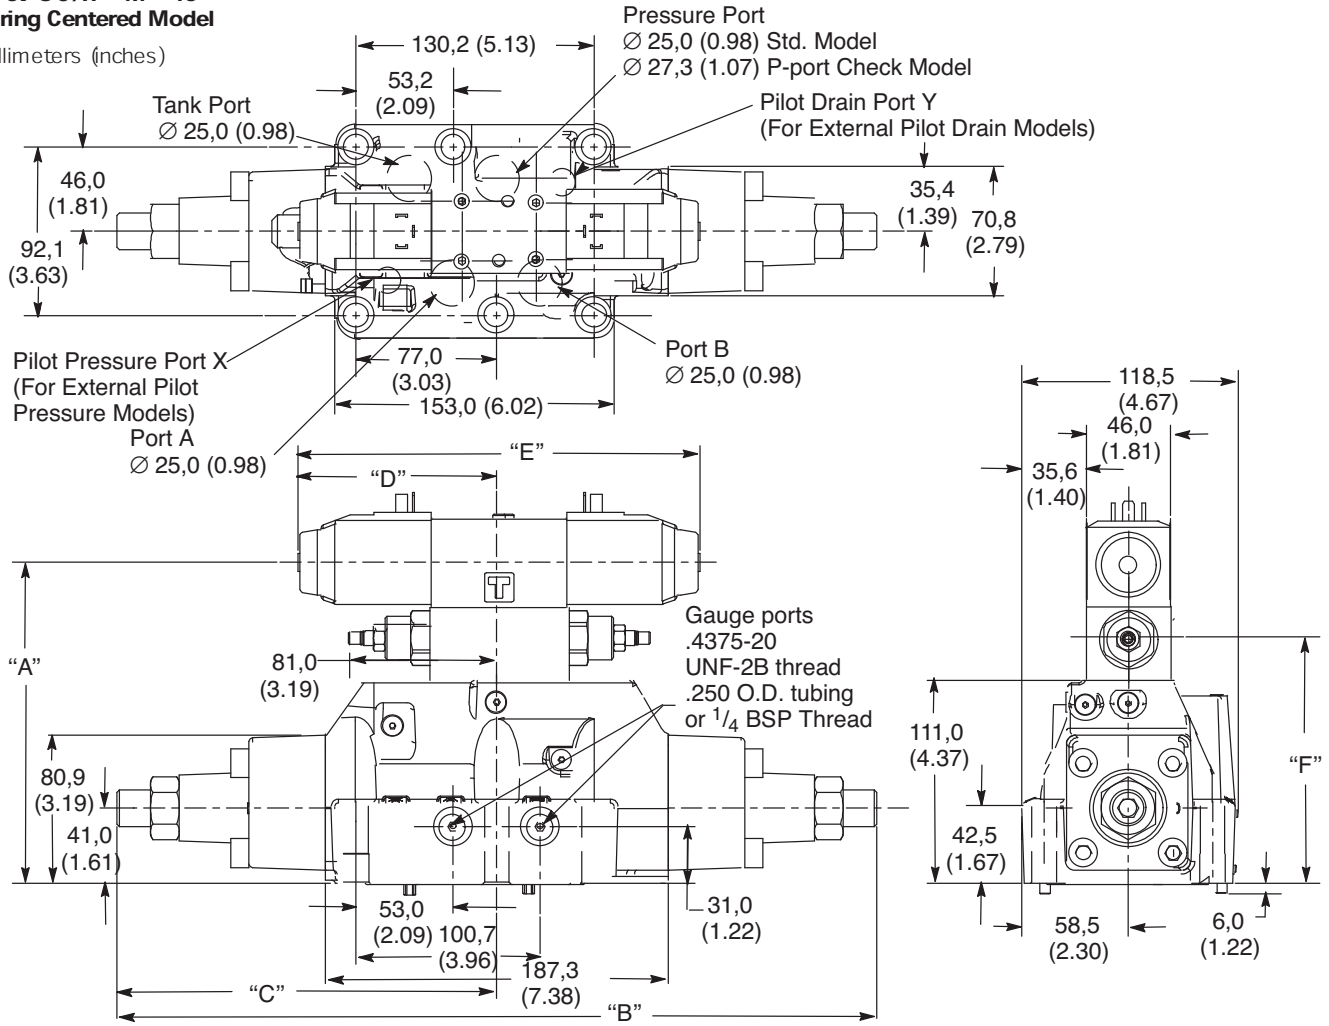 ring Centered Model
llimeters (inches)
130,2 (5.13)
53,2
(2.09)
Pressure Port
∅ 25,0 (0.98) Std. Model
∅ 27,3 (1.07) P-port Check Model
Tank Port
∅ 25,0 (0.98)
Pilot Drain Port Y
(For External Pilot Drain Models)
46,0
(1.81)
92,1
(3.63)
35,4
(1.39)
70,8
(2.79)
Pilot Pressure Port X
(For External Pilot
Pressure Models)
77,0
(3.03)
153,0 (6.02)
Port B
∅ 25,0 (0.98)
Port A
∅ 25,0 (0.98)
“E”
“D”
118,5
(4.67)
46,0
(1.81)
35,6
(1.40)
T
“A”
81,0
(3.19)
Gauge ports
.4375-20
UNF-2B thread
.250 O.D. tubing
or 1/4 BSP Thread
80,9
(3.19)
41,0
(1.61)
111,0
(4.37)
“F”
42,5
(1.67)
53,0
(2.09)
100,7
(3.96)
187,3
(7.38)
31,0
(1.22)
58,5
(2.30)
6,0
(1.22)
“C”
“B”